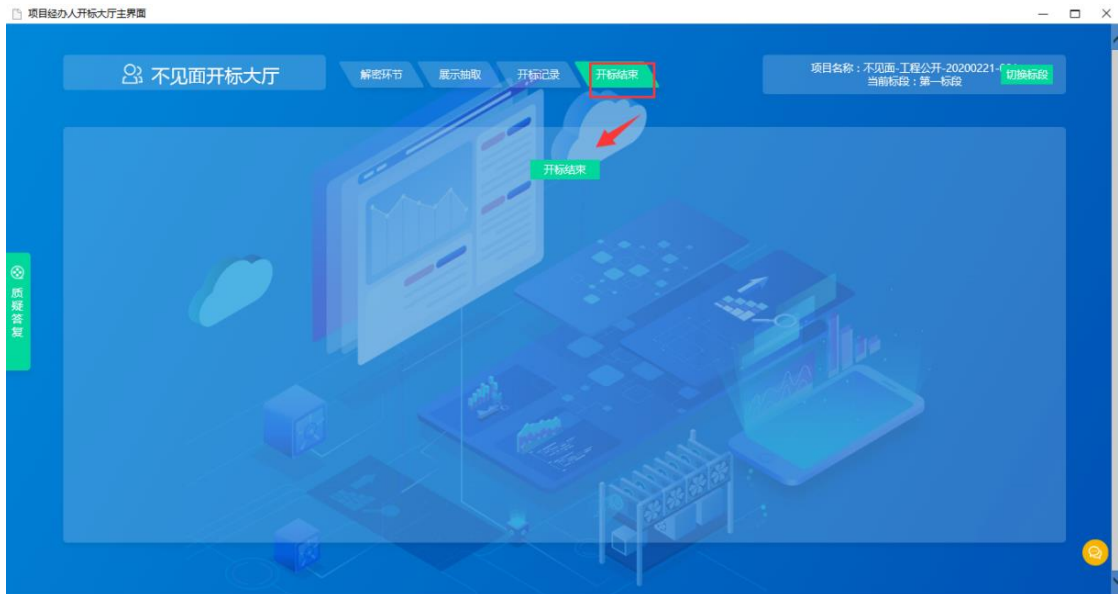 项目经办人开标大厅主界面
不见面开标大厅
解密环节
展示抽取
开标记录
开标结束
项目名称：不见面-工程公开-20200221-
当前标段：第一标段
切换标段
开标结束
质疑答复